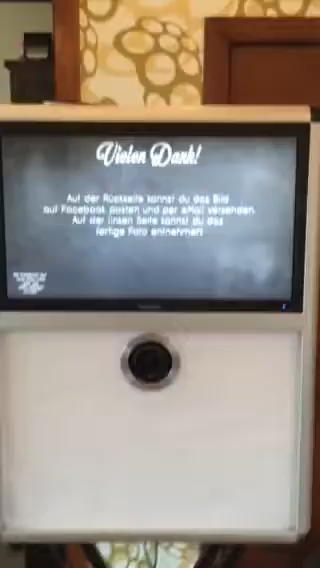 Vielen Dank!
Auf der Rückseite kannst du das Bild
auf Facebook posten und per eMail versenden.
Auf der linken Seite kannst du das
fertige Foto entnehmen!